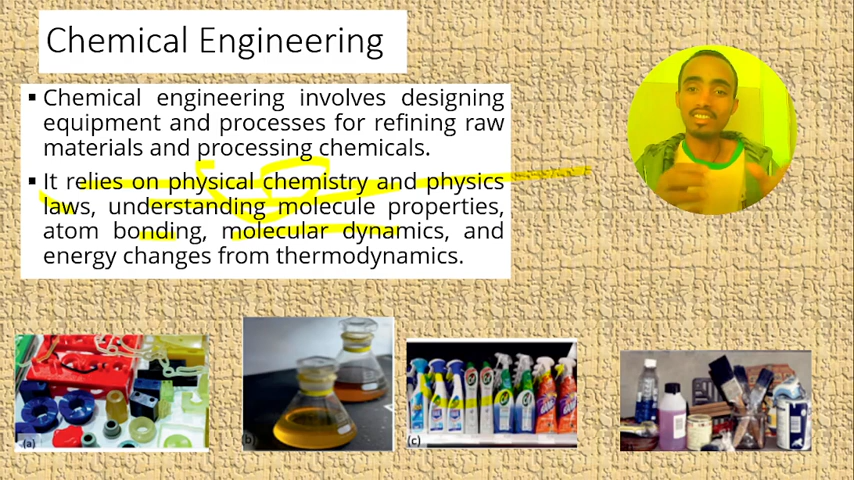 Chemical Engineering
▪ Chemical engineering involves designing
equipment and processes for refining raw
materials and processing chemicals.
▪ It relies on physical chemistry and physics
laws, understanding molecule properties,
atom bonding, molecular dynamics, and
energy changes from thermodynamics.
(a)
b)
(c)